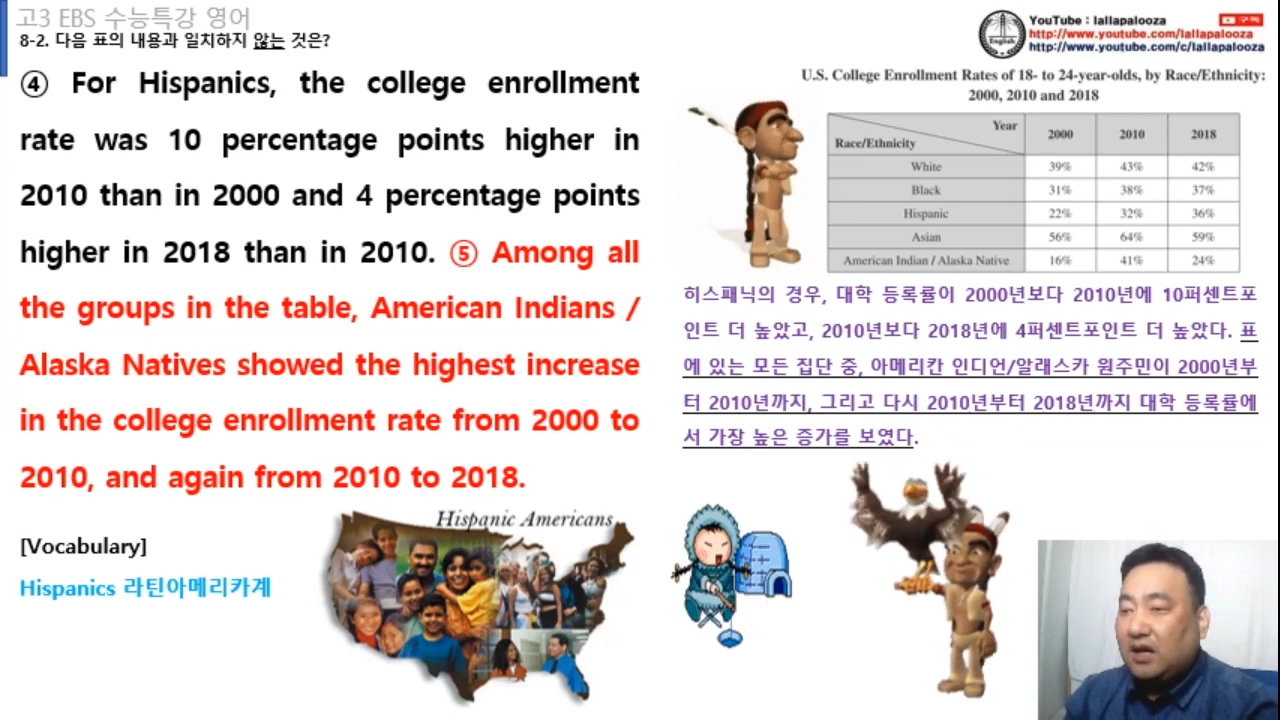 고3 EBS 수능특강 영어
8-2. 다음 표의 내용과 일치하지 않는 것은?
④ For Hispanics, the college enrollment
rate was 10 percentage points higher in
2010 than in 2000 and 4 percentage points
higher in 2018 than in 2010. ⑤ Among all
the groups in the table, American Indians /
Alaska Natives showed the highest increase
in the college enrollment rate from 2000 to
2010, and again from 2010 to 2018.
[Vocabulary]
Hispanics 라틴아메리카계
Hispanic Americans
English
YouTube : lallapalooza
구독
http://www.youtube.com/lallapalooza
http://www.youtube.com/c/lallapalooza
U.S. College Enrollment Rates of 18- to 24-year-olds, by Race/Ethnicity:
2000, 2010 and 2018
Year
Race/Ethnicity 2000 2010 2018
White 39% 43% 42%
Black 31% 38% 37%
Hispanic 22% 32% 36%
Asian 56% 64% 59%
American Indian / Alaska Native 16% 41% 24%
히스패닉의 경우, 대학 등록률이 2000년보다 2010년에 10퍼센트포
인트 더 높았고, 2010년보다 2018년에 4퍼센트포인트 더 높았다. 표
에 있는 모든 집단 중, 아메리칸 인디언/알래스카 원주민이 2000년부
터 2010년까지, 그리고 다시 2010년부터 2018년까지 대학 등록률에
서 가장 높은 증가를 보였다.